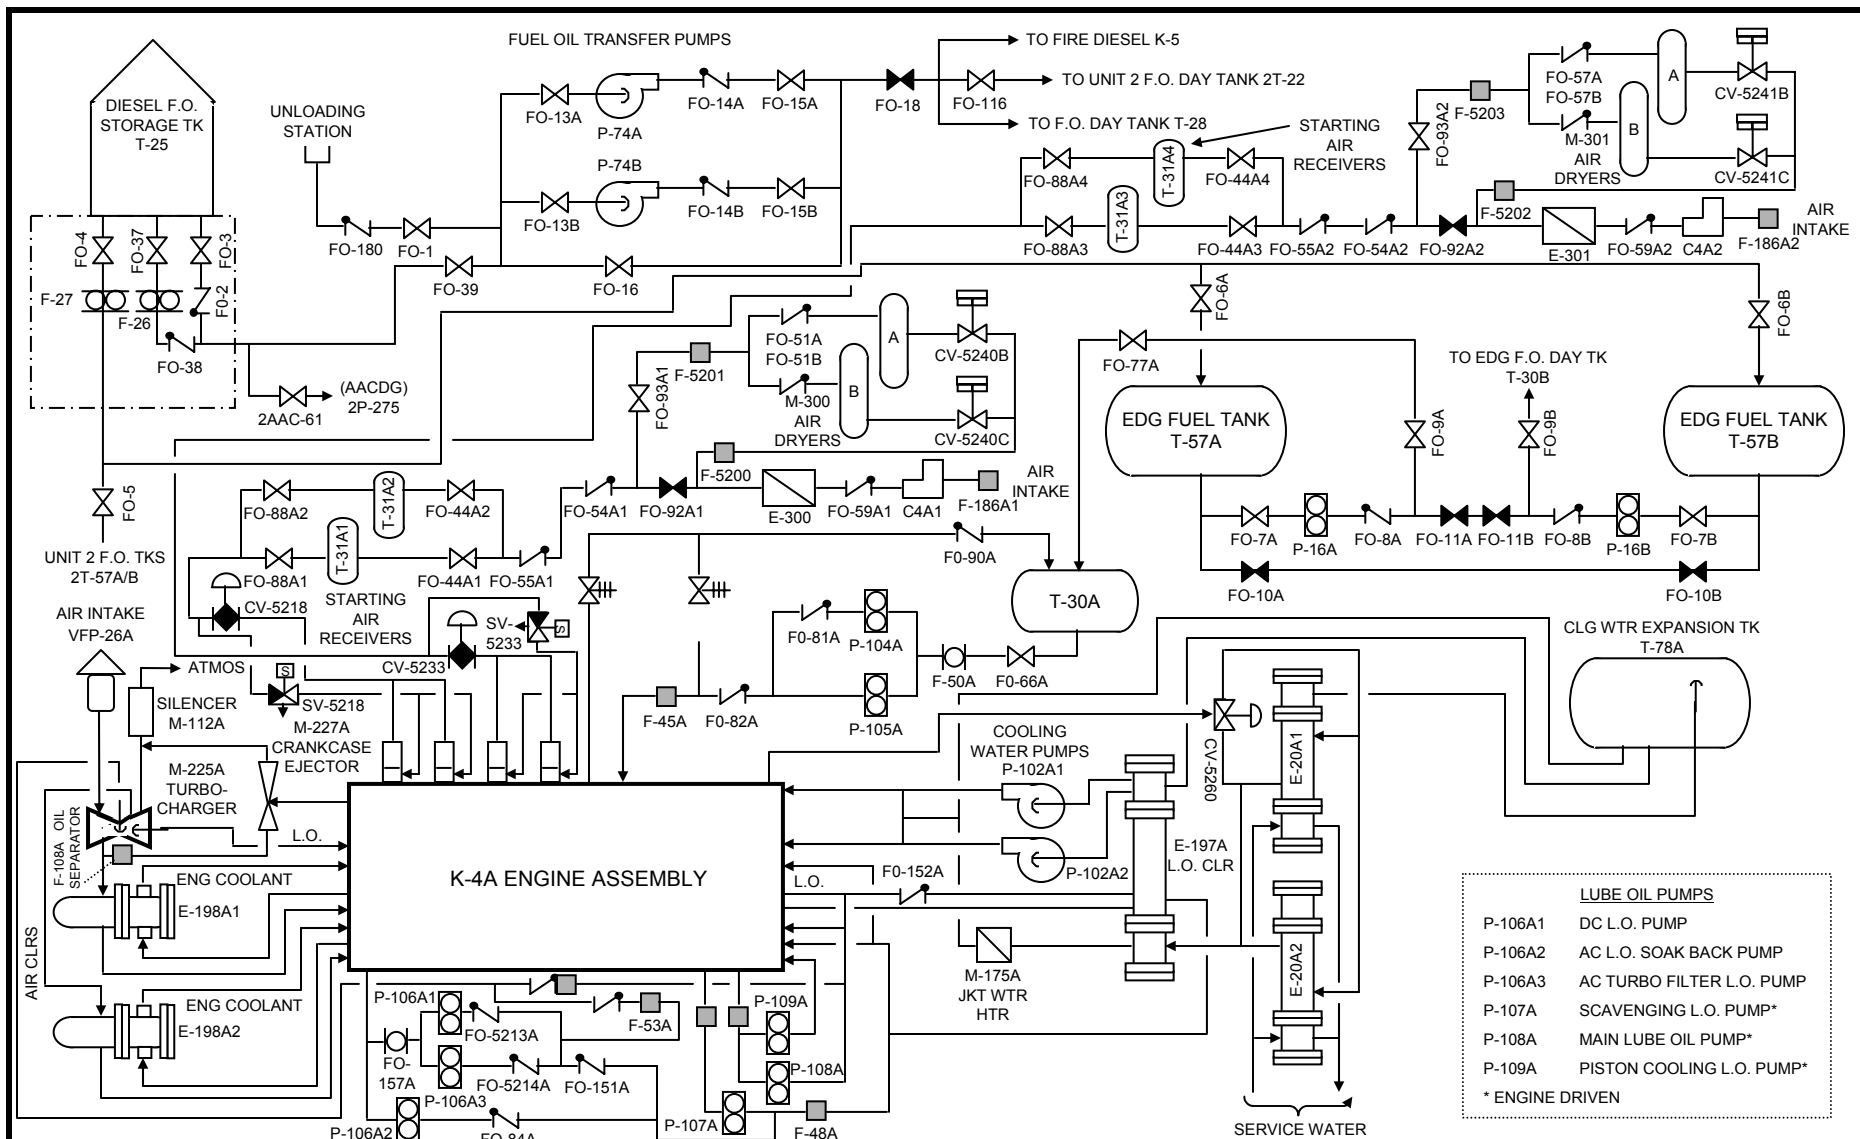 FUEL OIL TRANSFER PUMPS
TO FIRE DIESEL K-5
TO UNIT 2 F.O. DAY TANK 2T-22
TO F.O. DAY TANK T-28
FO-13A
P-74A
FO-14A
FO-15A
FO-18
FO-116
DIESEL F.O.
STORAGE TK
T-25
UNLOADING
STATION
P-74B
FO-13B
FO-14B
FO-15B
FO-180
FO-1
FO-39
FO-16
FO-4
FO-37
FO-3
F-27
F-26
F0-2
FO-38
2AAC-61
(AACDG)
2P-275
FO-5
UNIT 2 F.O. TKS
2T-57A/B
STARTING
AIR
RECEIVERS
FO-88A4
T-31A4
FO-44A4
FO-88A3
T-31A3
FO-44A3
FO-55A2
FO-54A2
FO-92A2
FO-93A2
F-5203
FO-57A
FO-57B
A
B
M-301
AIR
DRYERS
CV-5241B
CV-5241C
F-5202
E-301
FO-59A2
C4A2
F-186A2
AIR
INTAKE
FO-6A
FO-6B
FO-77A
FO-51A
FO-51B
A
B
M-300
AIR
DRYERS
CV-5240B
CV-5240C
F-5201
FO-93A1
F-5200
FO-54A1
FO-92A1
E-300
FO-59A1
C4A1
F-186A1
AIR
INTAKE
EDG FUEL TANK
T-57A
TO EDG F.O. DAY TK
T-30B
FO-9A
FO-9B
EDG FUEL TANK
T-57B
FO-7A
P-16A
FO-8A
FO-11A
FO-11B
FO-8B
P-16B
FO-7B
FO-10A
FO-10B
FO-88A2
T-31A2
FO-44A2
FO-88A1
T-31A1
FO-44A1
FO-55A1
STARTING
AIR
RECEIVERS
CV-5218
CV-5233
SV-
5233
S
F0-90A
T-30A
F0-81A
P-104A
F-50A
F0-66A
F-45A
F0-82A
P-105A
AIR INTAKE
VFP-26A
ATMOS
SILENCER
M-112A
S
SV-5218
M-227A
CRANKCASE
EJECTOR
M-225A
TURBO-
CHARGER
L.O.
F-108A OIL
SEPARATOR
ENG COOLANT
E-198A1
AIR CLRS
ENG COOLANT
E-198A2
K-4A ENGINE ASSEMBLY
COOLING
WATER PUMPS
P-102A1
P-102A2
L.O.
F0-152A
E-197A
L.O. CLR
M-175A
JKT WTR
HTR
CV-5260
E-20A1
E-20A2
SERVICE WATER
CLG WTR EXPANSION TK
T-78A
P-106A1
FO-5213A
F-53A
FO-
157A
P-106A3
FO-5214A
FO-151A
P-106A2
FO-84A
P-109A
P-108A
P-107A
F-48A
LUBE OIL PUMPS
P-106A1 DC L.O. PUMP
P-106A2 AC L.O. SOAK BACK PUMP
P-106A3 AC TURBO FILTER L.O. PUMP
P-107A SCAVENGING L.O. PUMP*
P-108A MAIN LUBE OIL PUMP*
P-109A PISTON COOLING L.O. PUMP*
* ENGINE DRIVEN